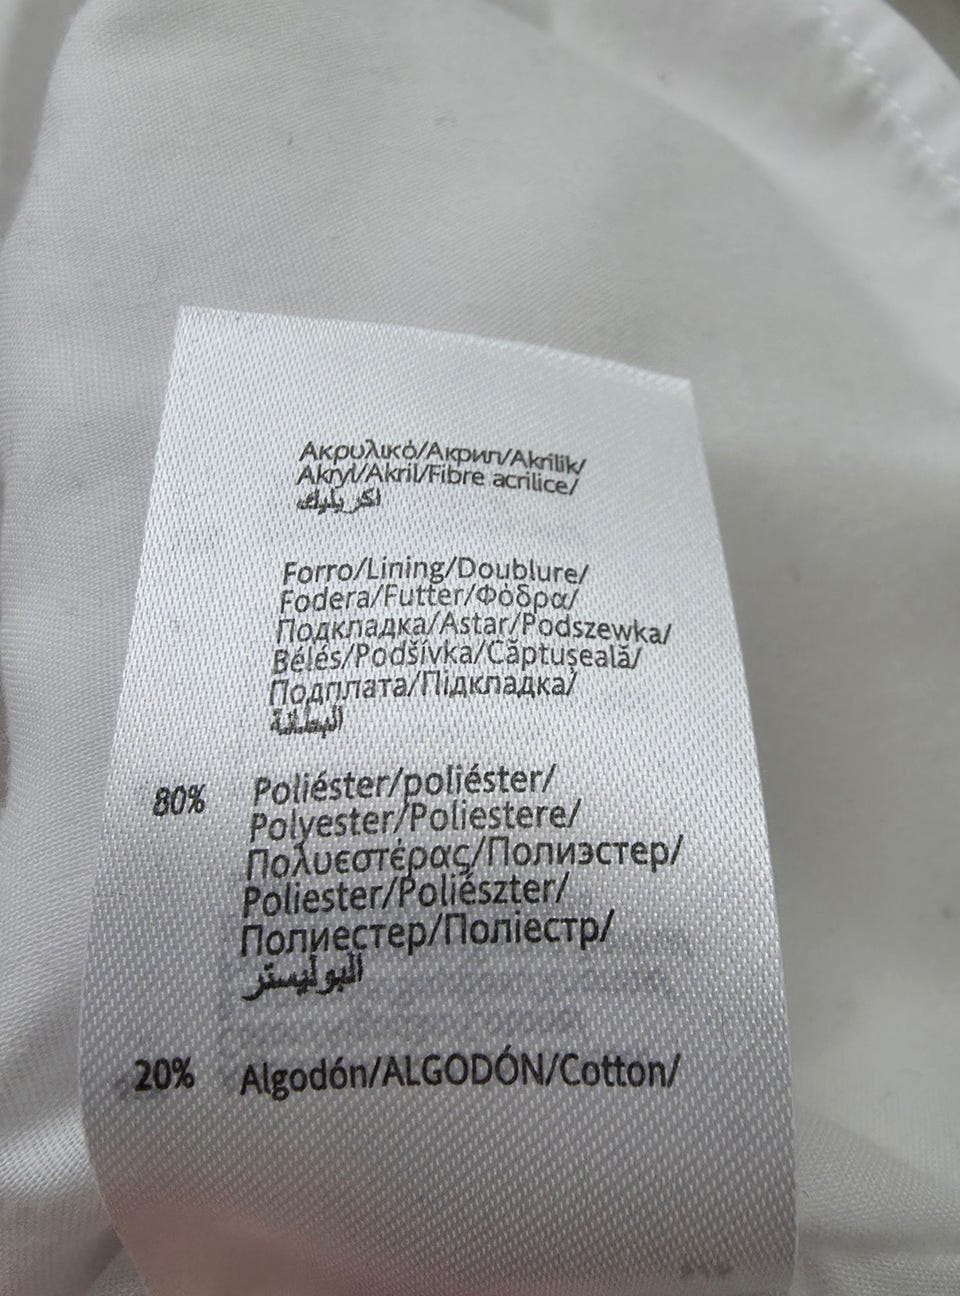 Ακρυλικό/Акрил/Akrilik/
Akryl/Akril/Fibre acrilice/
اكريليك
Forro/Lining/Doublure/
Fodera/Futter/Φόδρα/
Подкладка/Astar/Podszewka/
Bélés/Podšívka/Căptușeală/
Подплата/Підкладка/
البطانة
80% Poliéster/poliéster/
Polyester/Poliestere/
Πολυεστέρας/Полиэстер/
Poliester/Poliészter/
Полиестер/Поліестр/
البوليستر
20% Algodón/ALGODÓN/Cotton/